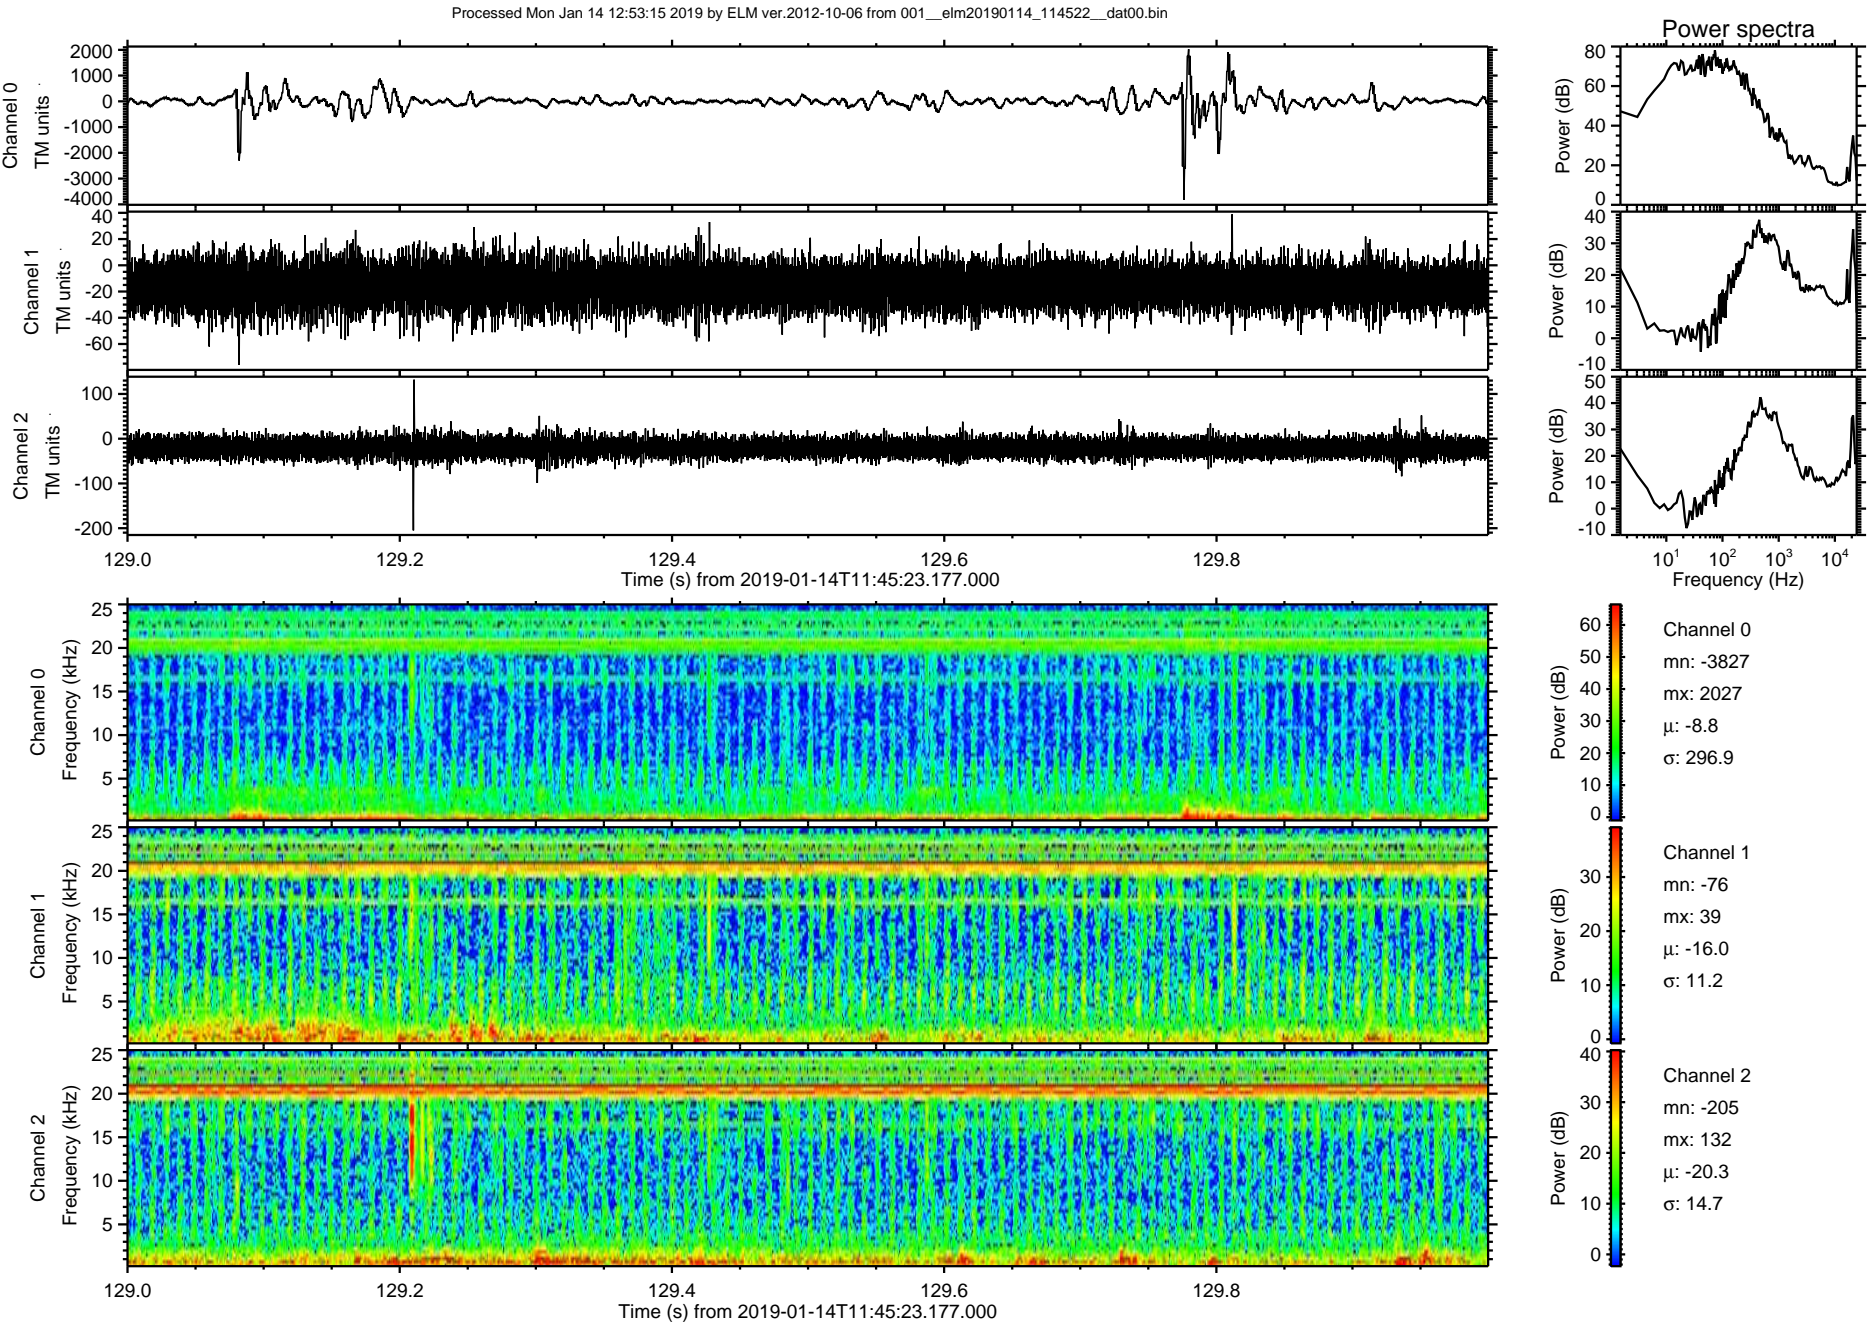 Processed Mon Jan 14 12:53:15 2019 by ELM ver.2012-10-06 from 001__elm20190114_114522__dat00.bin
Power spectra
Channel 0
TM units
2000
1000
0
-1000
-2000
-3000
-4000
Power (dB)
80
60
40
20
0
Channel 1
TM units
40
20
0
-20
-40
-60
Power (dB)
40
30
20
10
0
-10
Channel 2
TM units
100
0
-100
-200
Power (dB)
50
40
30
20
10
0
-10
129.0 129.2 129.4 129.6 129.8
Time (s) from 2019-01-14T11:45:23.177.000
10^1 10^2 10^3 10^4
Frequency (Hz)
Channel 0
Frequency (kHz)
25
20
15
10
5
Power (dB)
60
50
40
30
20
10
0
Channel 0
mn: -3827
mx: 2027
μ: -8.8
σ: 296.9
Channel 1
Frequency (kHz)
25
20
15
10
5
Power (dB)
30
20
10
0
Channel 1
mn: -76
mx: 39
μ: -16.0
σ: 11.2
Channel 2
Frequency (kHz)
25
20
15
10
5
Power (dB)
40
30
20
10
0
Channel 2
mn: -205
mx: 132
μ: -20.3
σ: 14.7
129.0 129.2 129.4 129.6 129.8
Time (s) from 2019-01-14T11:45:23.177.000